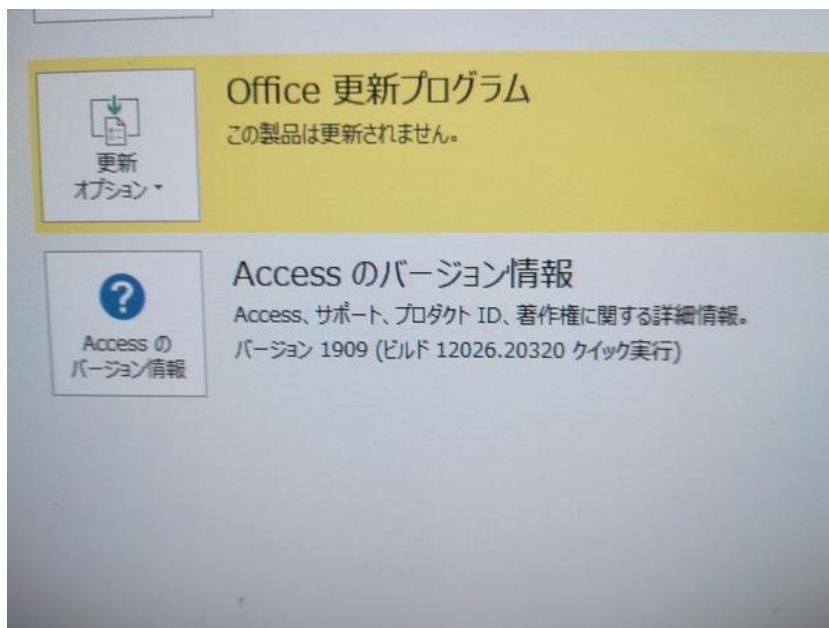 Office 更新プログラム
この製品は更新されません。
更新
オプション
Access のバージョン情報
Access、サポート、プロダクト ID、著作権に関する詳細情報。
バージョン 1909 (ビルド 12026.20320 クイック実行)
Access の
バージョン情報